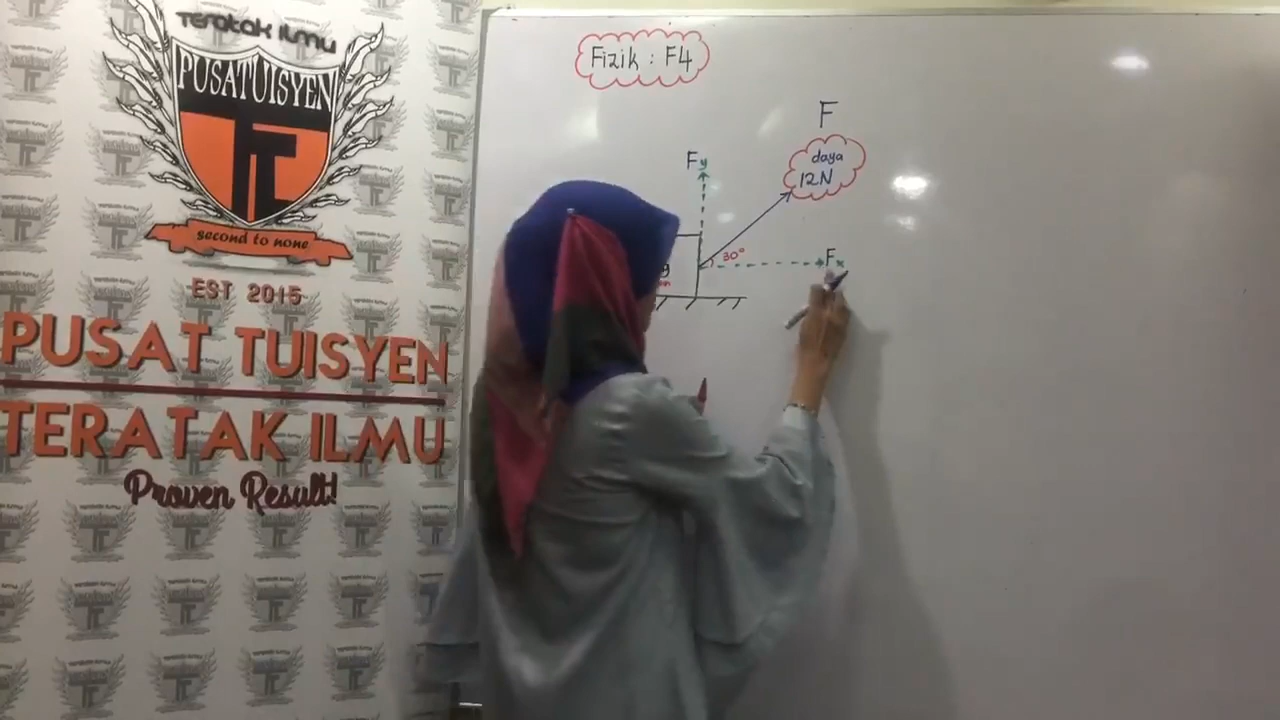 Teratak Ilmu
PUSATUISYEN
second to none
EST 2015
PUSAT TUISYEN
TERATAK ILMU
Proven Result!
Fizik : F4
F
daya
12N
Fy
30°
Fx